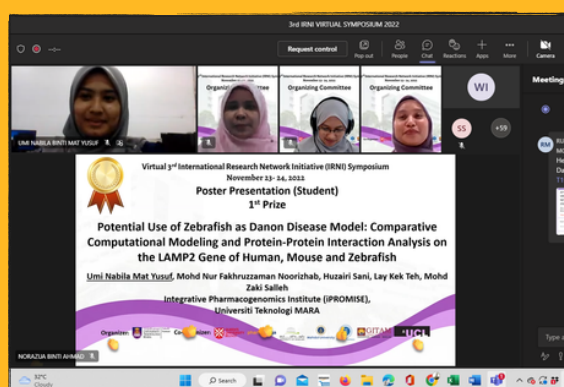 3rd IRNI VIRTUAL SYMPOSIUM 2022
Request control
Pop out
People
Chat
Reactions
Apps
More
Camera
UMI NABILA BINTI MAT YUSUF
Organizing Committee
Organizing Committee
Organizing Committee
WI
SS
+59
Meeting
RM
Virtual 3rd International Research Network Initiative (IRNI) Symposium
November 23- 24, 2022
Poster Presentation (Student)
1st Prize
Potential Use of Zebrafish as Danon Disease Model: Comparative
Computational Modeling and Protein-Protein Interaction Analysis on
the LAMP2 Gene of Human, Mouse and Zebrafish
Umi Nabila Mat Yusuf, Mohd Nur Fakhruzzaman Noorizhab, Huzairi Sani, Lay Kek Teh, Mohd
Zaki Salleh
Integrative Pharmacogenomics Institute (iPROMISE),
Universiti Teknologi MARA
Organizer:
GITAM
UCL
NORAZUA BINTI AHMAD
Type a
32°C
Cloudy
Search